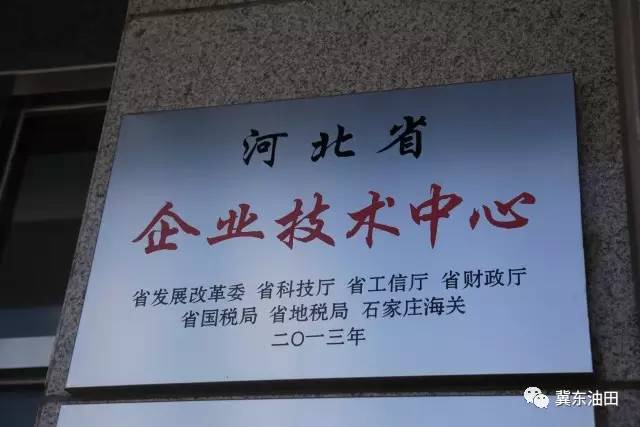 河北省
企业技术中心
省发展改革委 省科技厅 省工信厅 省财政厅
省国税局 省地税局 石家庄海关
二〇一三年
冀东油田